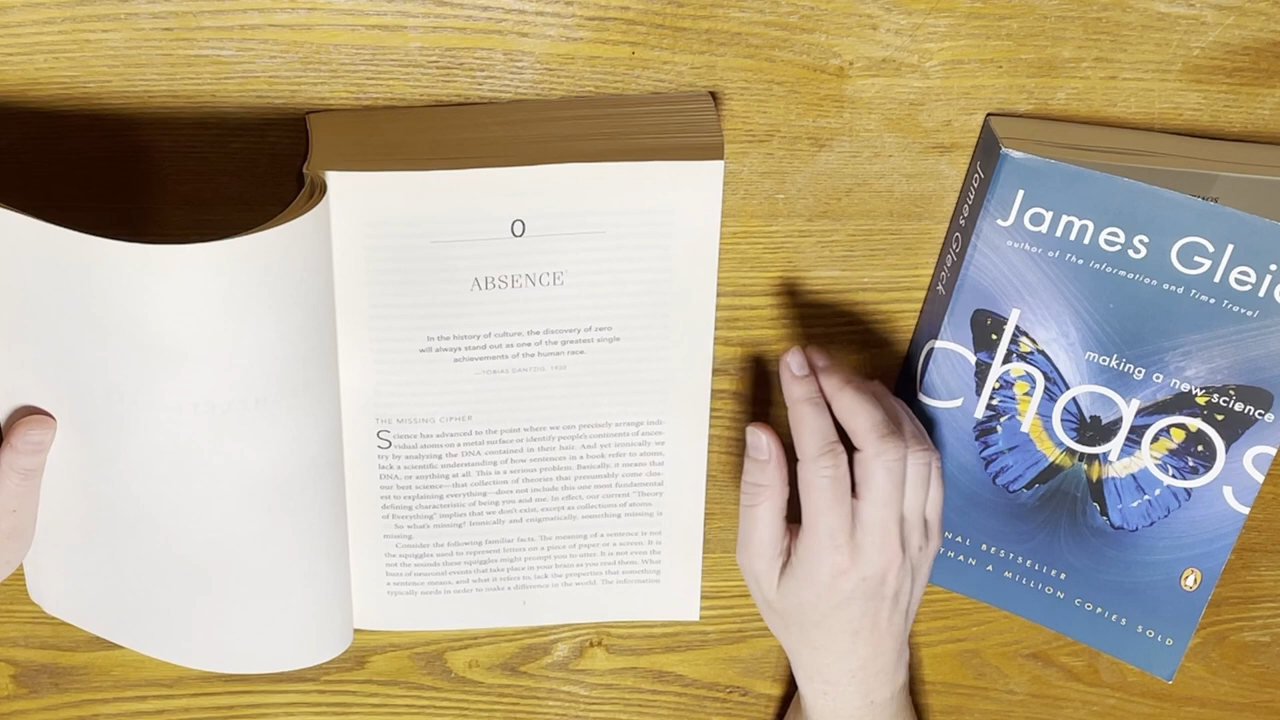 0
ABSENCE
In the history of culture, the discovery of zero
will always stand out as one of the greatest single
achievements of the human race.
—TOBIAS DANTZIG, 1930
THE MISSING CIPHER
Science has advanced to the point where we can precisely arrange indi-
vidual atoms on a metal surface or identify people's continents of ances-
try by analyzing the DNA contained in their hair. And yet ironically we
lack a scientific understanding of how sentences in a book refer to atoms,
DNA, or anything at all. This is a serious problem. Basically, it means that
our best science—that collection of theories that presumably come clos-
est to explaining everything—does not include this one most fundamental
defining characteristic of being you and me. In effect, our current "Theory
of Everything" implies that we don't exist, except as collections of atoms.
So what's missing? Ironically and enigmatically, something missing is
missing.
Consider the following familiar facts. The meaning of a sentence is not
the squiggles used to represent letters on a piece of paper or a screen. It is
not the sounds these squiggles might prompt you to utter. It is not even the
buzz of neuronal events that take place in your brain as you read them. What
a sentence means, and what it refers to, lack the properties that something
typically needs in order to make a difference in the world. The information
1
James Gleick
James Gleic
author of The Information and Time Travel
making a new science
chaos
NAL BESTSELLER
THAN A MILLION COPIES SOLD